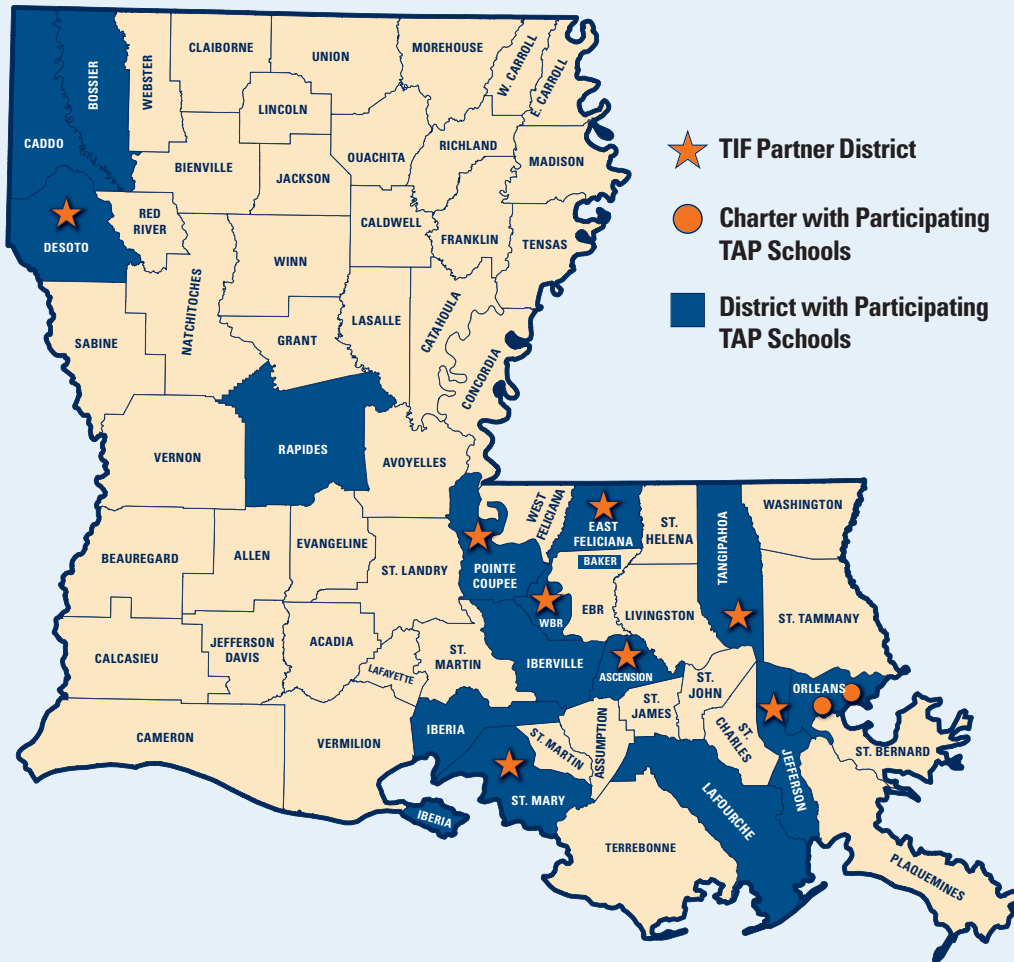 CLAIBORNE
UNION
MOREHOUSE
W. CARROLL
E. CARROLL
WEBSTER
BOSSIER
CADDO
LINCOLN
OUACHITA
RICHLAND
MADISON
BIENVILLE
JACKSON
DESOTO
RED
RIVER
CALDWELL
FRANKLIN
TENSAS
WINN
NATCHITOCHES
SABINE
GRANT
LASALLE
CATAHOULA
CONCORDIA
TIF Partner District
Charter with Participating
TAP Schools
District with Participating
TAP Schools
VERNON
RAPIDES
AVOYELLES
WEST
FELICIANA
EAST
FELICIANA
ST.
HELENA
TANGIPAHOA
WASHINGTON
BEAUREGARD
ALLEN
EVANGELINE
ST. LANDRY
POINTE
COUPEE
BAKER
WBR
EBR
LIVINGSTON
ST. TAMMANY
CALCASIEU
JEFFERSON
DAVIS
ACADIA
LAFAYETTE
ST.
MARTIN
IBERVILLE
ASCENSION
ST.
JAMES
ST.
JOHN
ST.
CHARLES
ORLEANS
CAMERON
VERMILION
IBERIA
ST. MARTIN
ASSUMPTION
ST. BERNARD
JEFFERSON
ST. MARY
IBERIA
LAFOURCHE
TERREBONNE
PLAQUEMINES